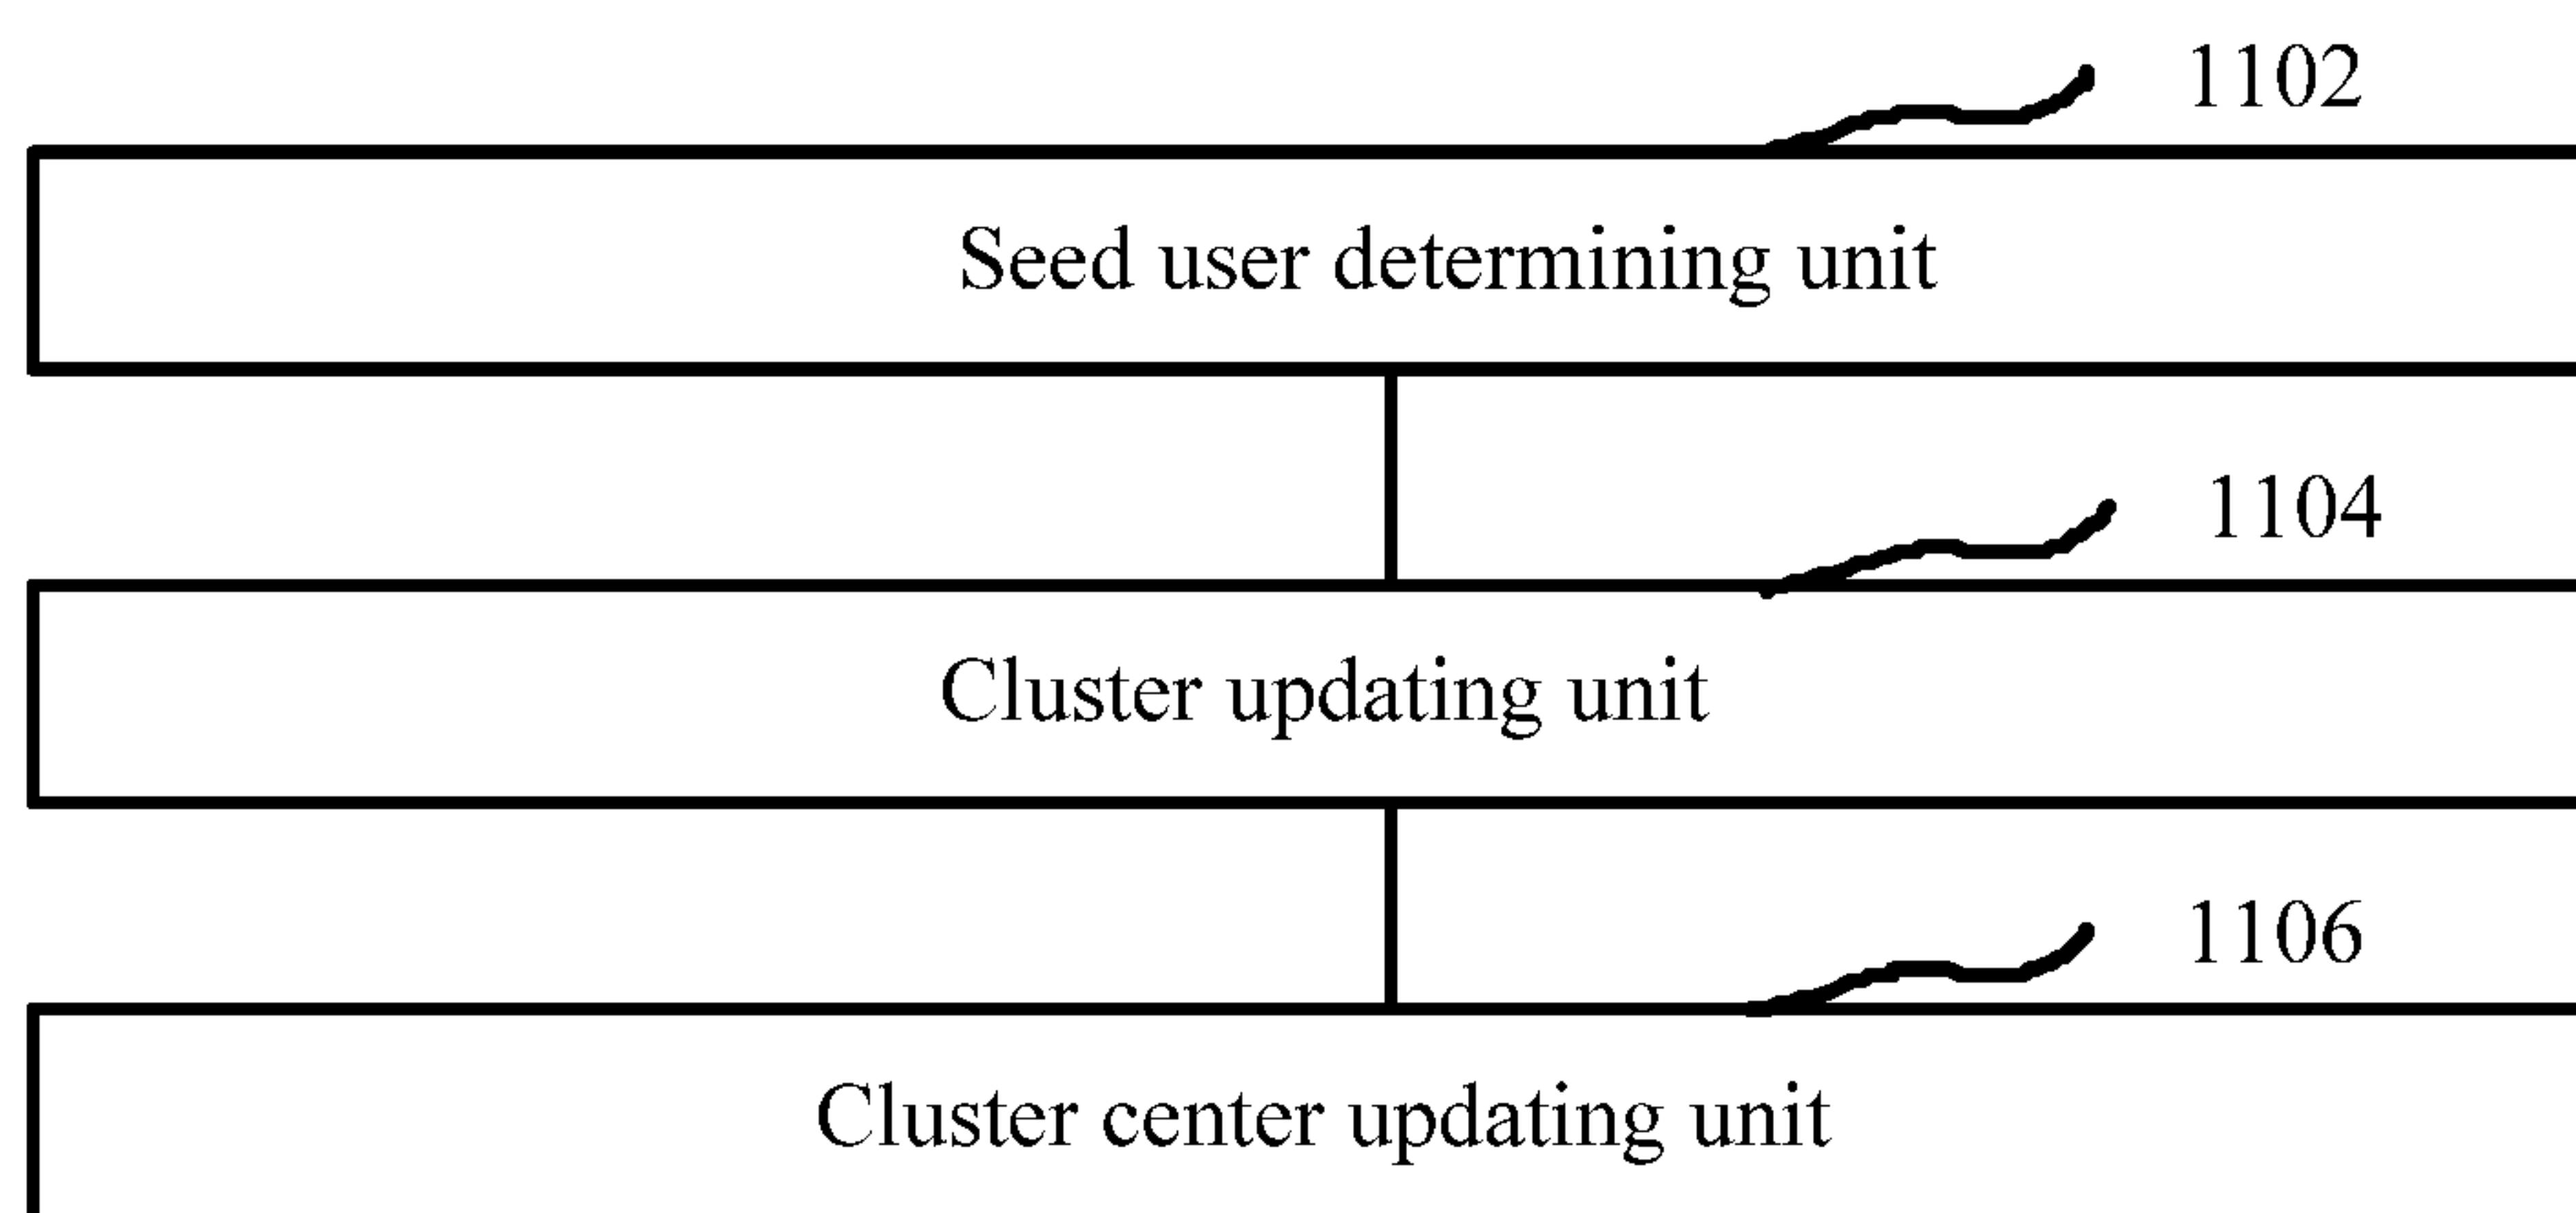 1102
Seed user determining unit
1104
Cluster updating unit
1106
Cluster center updating unit